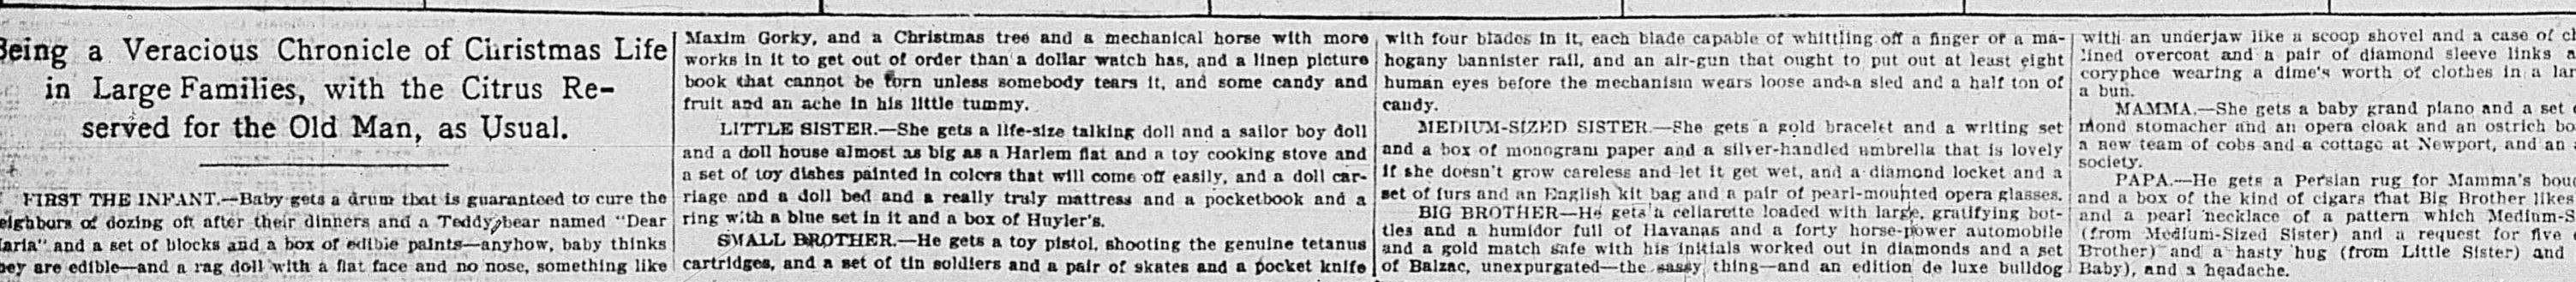 Being a Veracious Chronicle of Christmas Life
in Large Families, with the Citrus Re-
served for the Old Man, as Usual.
FIRST THE INFANT.—Baby gets a drum that is guaranteed to cure the
eighbors of dozing off after their dinners and a Teddy bear named "Dear
aria" and a set of blocks and a box of edible paints—anyhow, baby thinks
hey are edible—and a rag doll with a flat face and no nose, something like
Maxim Gorky, and a Christmas tree and a mechanical horse with more
works in it to get out of order than a dollar watch has, and a linen picture
book that cannot be torn unless somebody tears it, and some candy and
fruit and an ache in his little tummy.
LITTLE SISTER.—She gets a life-size talking doll and a sailor boy doll
and a doll house almost as big as a Harlem flat and a toy cooking stove and
a set of toy dishes painted in colors that will come off easily, and a doll car-
riage and a doll bed and a really truly mattress and a pocketbook and a
ring with a blue set in it and a box of Huyler's.
SMALL BROTHER.—He gets a toy pistol, shooting the genuine tetanus
cartridges, and a set of tin soldiers and a pair of skates and a pocket knife
with four blades in it, each blade capable of whittling off a finger or a ma-
hogany bannister rail, and an air-gun that ought to put out at least eight
human eyes before the mechanism wears loose and a sled and a half ton of
candy.
MEDIUM-SIZED SISTER.—She gets a gold bracelet and a writing set
and a box of monogram paper and a silver-handled umbrella that is lovely
if she doesn't grow careless and let it get wet, and a diamond locket and a
set of furs and an English kit bag and a pair of pearl-mounted opera glasses.
BIG BROTHER—He gets a cellarette loaded with large, gratifying bot-
tles and a humidor full of Havanas and a forty horse-power automobile
and a gold match safe with his initials worked out in diamonds and a set
of Balzac, unexpurgated—the sassy thing—and an edition de luxe bulldog
with an underjaw like a scoop shovel and a case of
lined overcoat and a pair of diamond sleeve links a
coryphee wearing a dime's worth of clothes in a
a bun.
MAMMA.—She gets a baby grand piano and a set
mond stomacher and an opera cloak and an ostrich
a new team of cobs and a cottage at Newport, and an
society.
PAPA.—He gets a Persian rug for Mamma's
and a box of the kind of cigars that Big Brother likes
and a pearl necklace of a pattern which Medium-S
(from Medium-Sized Sister) and a request for five
Brother) and a hasty hug (from Little Sister) and
Baby), and a headache.